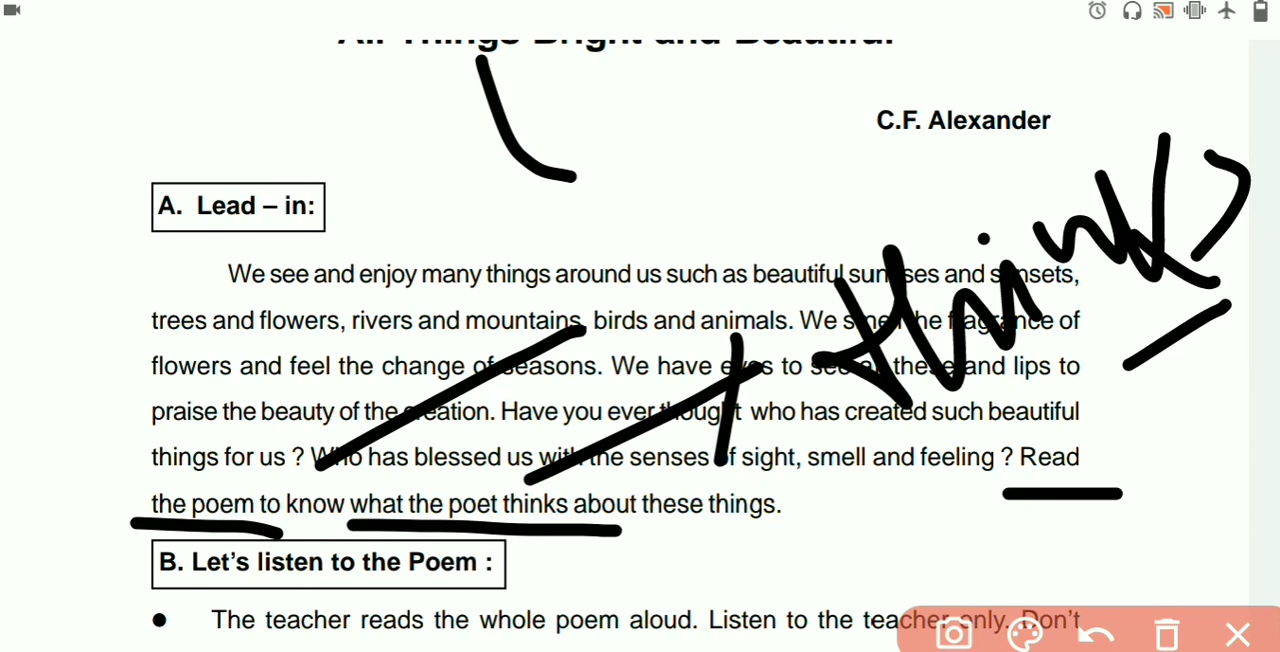 All Things Bright and Beautiful
C.F. Alexander
A. Lead – in:
think>
We see and enjoy many things around us such as beautiful sunrises and sunsets,
trees and flowers, rivers and mountains, birds and animals. We smell the fragrance of
flowers and feel the change of seasons. We have eyes to see all these and lips to
praise the beauty of the creation. Have you ever thought who has created such beautiful
things for us ? Who has blessed us with the senses of sight, smell and feeling ? Read
the poem to know what the poet thinks about these things.
B. Let’s listen to the Poem :
● The teacher reads the whole poem aloud. Listen to the teacher only. Don’t